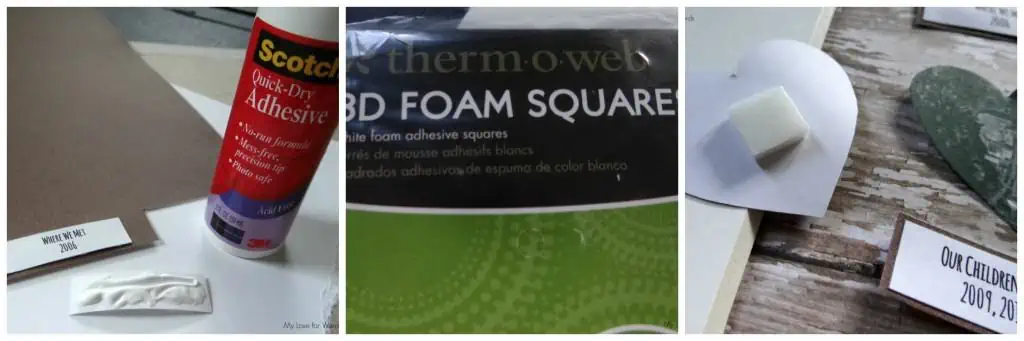 Scotch
Quick-Dry
Adhesive
• No-run formula
• Mess-free,
precision tip
• Photo safe
Acid Free
3M
WHERE WE MET
2006
My Love for Words
therm·o·web
3D FOAM SQUARES
white foam adhesive squares
carrés de mousse adhésifs blancs
cuadrados adhesivos de espuma de color blanco
2006
OUR CHILDREN
2009, 20